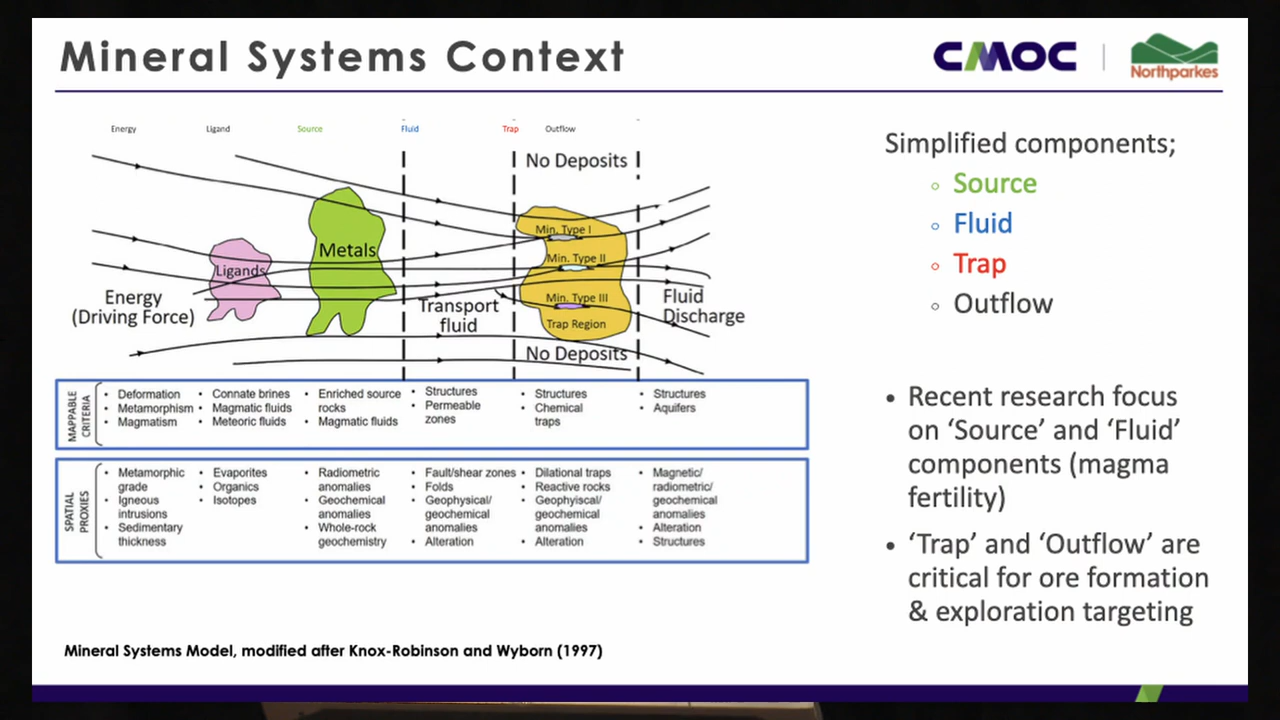 Mineral Systems Context
CMOC
Northparkes
Energy
Ligand
Source
Fluid
Trap
Outflow
No Deposits
Min. Type I
Metals
Min. Type II
Ligands
Energy
(Driving Force)
Transport
fluid
Min. Type III
Trap Region
Fluid
Discharge
No Deposits
MAPPABLE
CRITERIA
• Deformation
• Metamorphism
• Magmatism
• Connate brines
• Magmatic fluids
• Meteoric fluids
• Enriched source
rocks
• Magmatic fluids
• Structures
• Permeable
zones
• Structures
• Chemical
traps
• Structures
• Aquifers
SPATIAL
PROXIES
• Metamorphic
grade
• Igneous
intrusions
• Sedimentary
thickness
• Evaporites
• Organics
• Isotopes
• Radiometric
anomalies
• Geochemical
anomalies
• Whole-rock
geochemistry
• Fault/shear zones
• Folds
• Geophysical/
geochemical
anomalies
• Alteration
• Dilational traps
• Reactive rocks
• Geophyiscal/
geochemical
anomalies
• Alteration
• Magnetic/
radiometric/
geochemical
anomalies
• Alteration
• Structures
Mineral Systems Model, modified after Knox-Robinson and Wyborn (1997)
Simplified components;
◦ Source
◦ Fluid
◦ Trap
◦ Outflow
• Recent research focus
on ‘Source’ and ‘Fluid’
components (magma
fertility)
• ‘Trap’ and ‘Outflow’ are
critical for ore formation
& exploration targeting